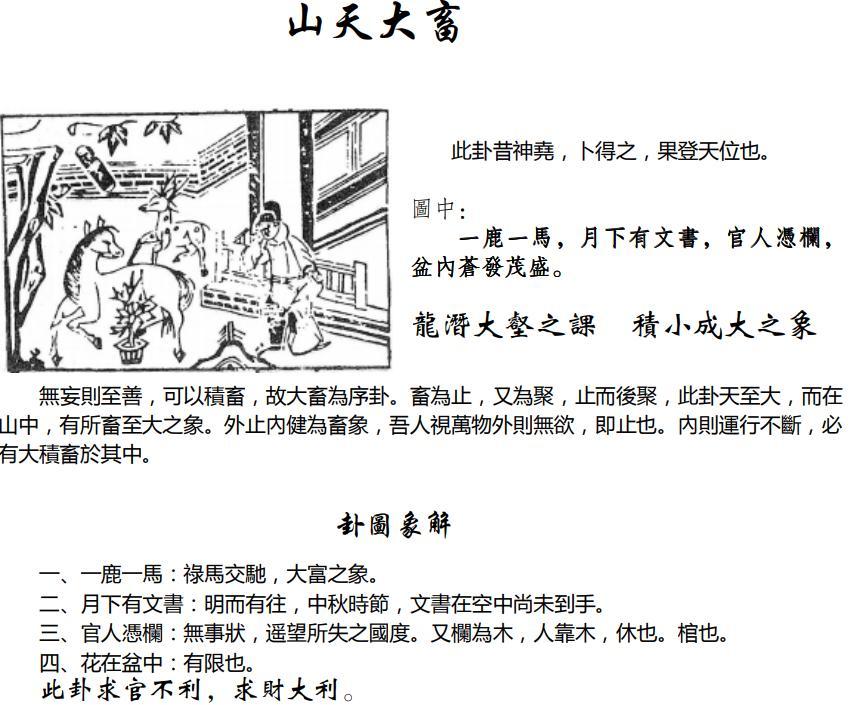 山天大畜
此卦昔神堯，卜得之，果登天位也。
圖中：
一鹿一馬，月下有文書，官人憑欄，
盆內蒼發茂盛。
龍潛大壑之課　積小成大之象
無妄則至善，可以積畜，故大畜為序卦。畜為止，又為聚，止而後聚，此卦天至大，而在
山中，有所畜至大之象。外止內健為畜象，吾人視萬物外則無欲，即止也。內則運行不斷，必
有大積畜於其中。
卦圖象解
一、一鹿一馬：祿馬交馳，大富之象。
二、月下有文書：明而有往，中秋時節，文書在空中尚未到手。
三、官人憑欄：無事狀，遥望所失之國度。又欄為木，人靠木，休也。棺也。
四、花在盆中：有限也。
此卦求官不利，求財大利。